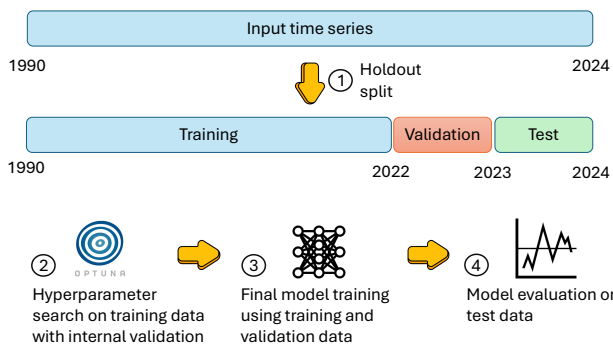 Input time series
1990
2024
1
Holdout
split
Training
Validation
Test
1990
2022
2023
2024
2
OPTUNA
3
4
Hyperparameter
search on training data
with internal validation
Final model training
using training and
validation data
Model evaluation on
test data